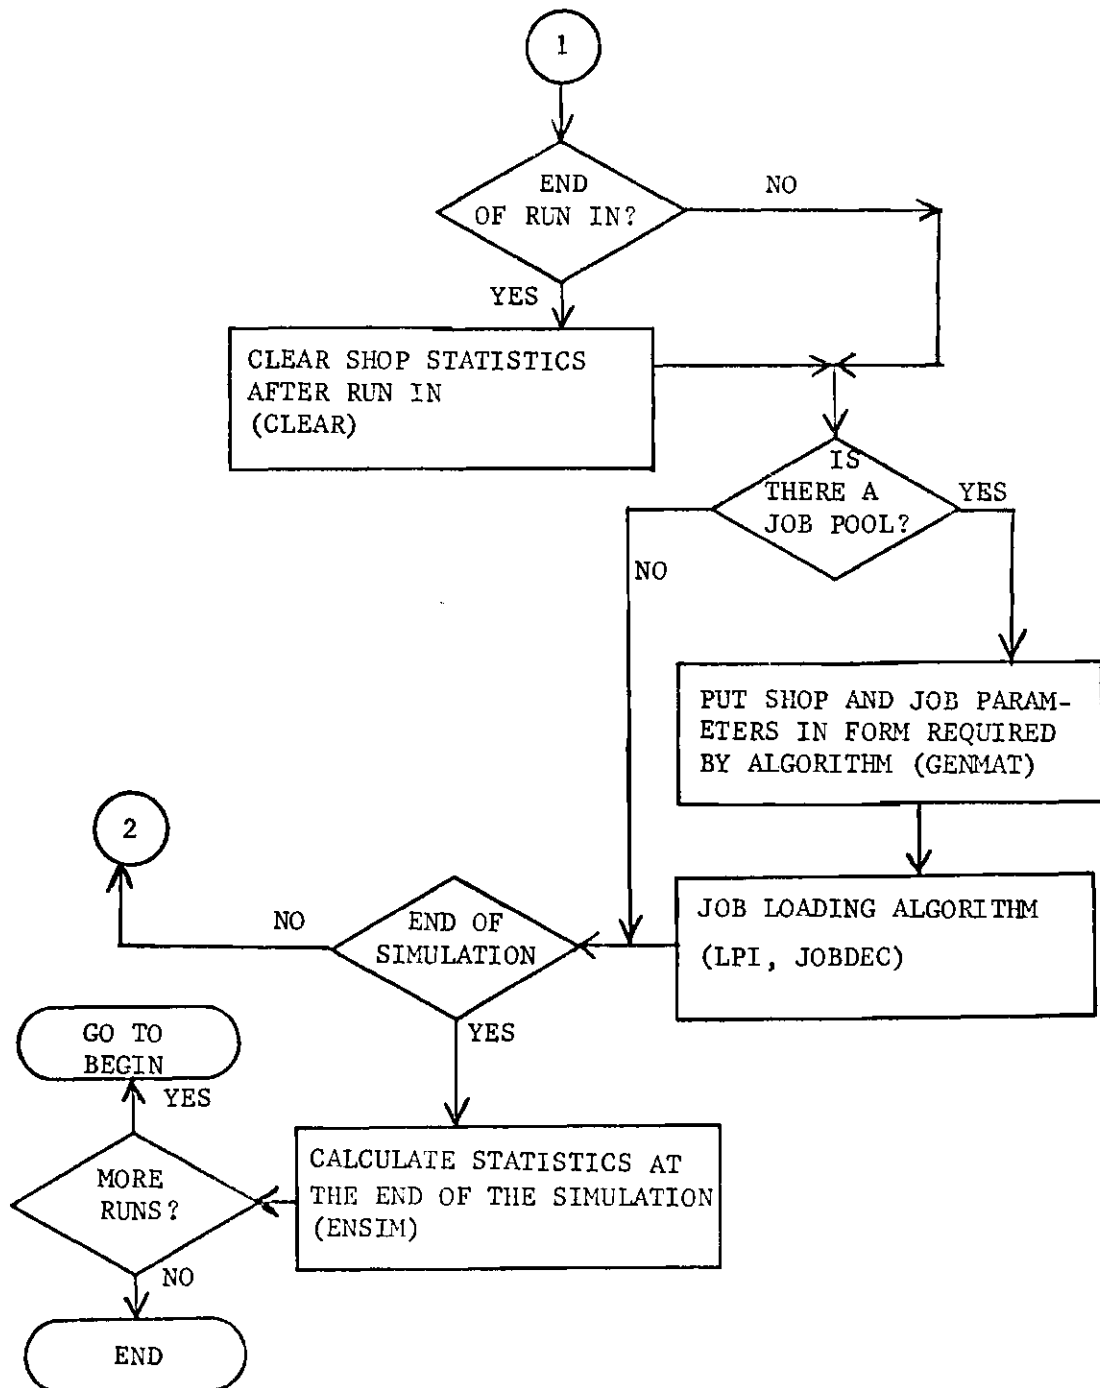 1
END
OF RUN IN?
NO
YES
CLEAR SHOP STATISTICS
AFTER RUN IN
(CLEAR)
IS
THERE A
JOB POOL?
YES
NO
PUT SHOP AND JOB PARAM-
ETERS IN FORM REQUIRED
BY ALGORITHM (GENMAT)
JOB LOADING ALGORITHM
(LPI, JOBDEC)
2
NO
END OF
SIMULATION
YES
GO TO
BEGIN
YES
MORE
RUNS?
NO
END
CALCULATE STATISTICS AT
THE END OF THE SIMULATION
(ENSIM)